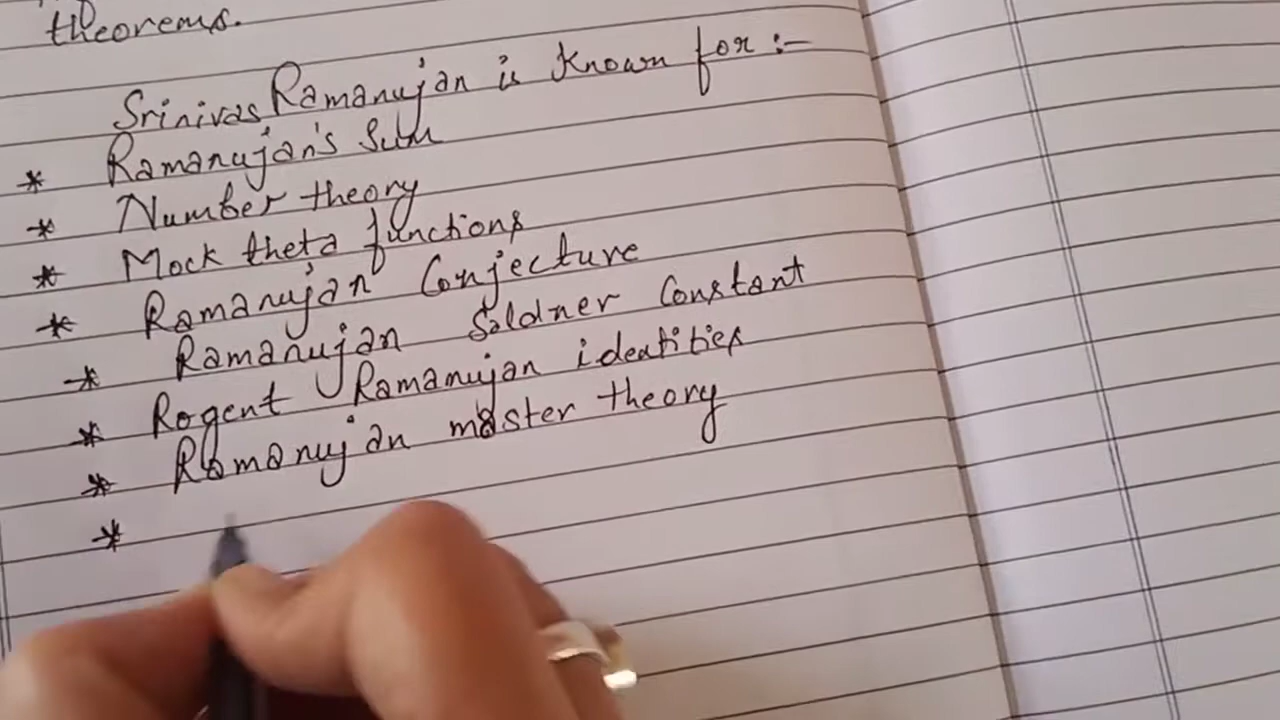 theorems.
Srinivas Ramanujan is known for :-
* Ramanujan's Sum
* Number theory
* Mock theta functions
* Ramanujan Conjecture
* Ramanujan Soldner Constant
* Rogent Ramanujan identities
* Ramanujan master theory
*